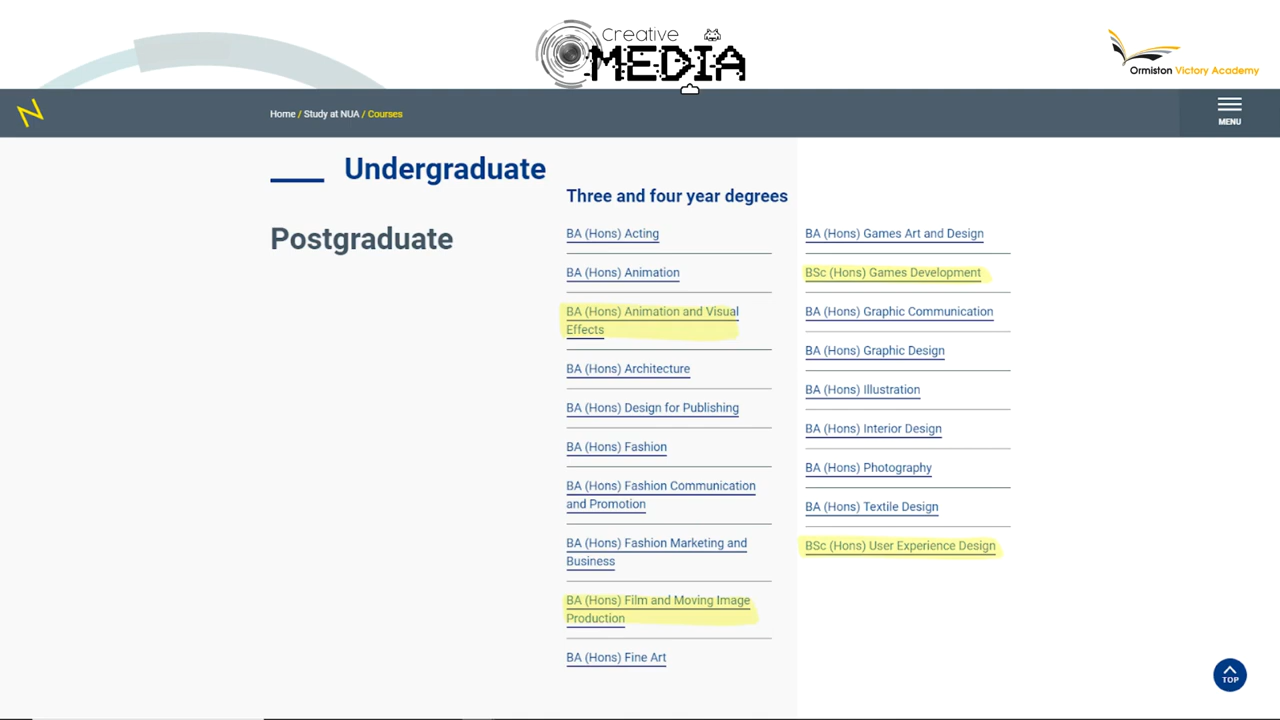 Creative
MEDIA
Ormiston Victory Academy
Home / Study at NUA / Courses
MENU
Undergraduate
Postgraduate
Three and four year degrees
BA (Hons) Acting
BA (Hons) Animation
BA (Hons) Animation and Visual
Effects
BA (Hons) Architecture
BA (Hons) Design for Publishing
BA (Hons) Fashion
BA (Hons) Fashion Communication
and Promotion
BA (Hons) Fashion Marketing and
Business
BA (Hons) Film and Moving Image
Production
BA (Hons) Fine Art
BA (Hons) Games Art and Design
BSc (Hons) Games Development
BA (Hons) Graphic Communication
BA (Hons) Graphic Design
BA (Hons) Illustration
BA (Hons) Interior Design
BA (Hons) Photography
BA (Hons) Textile Design
BSc (Hons) User Experience Design
TOP